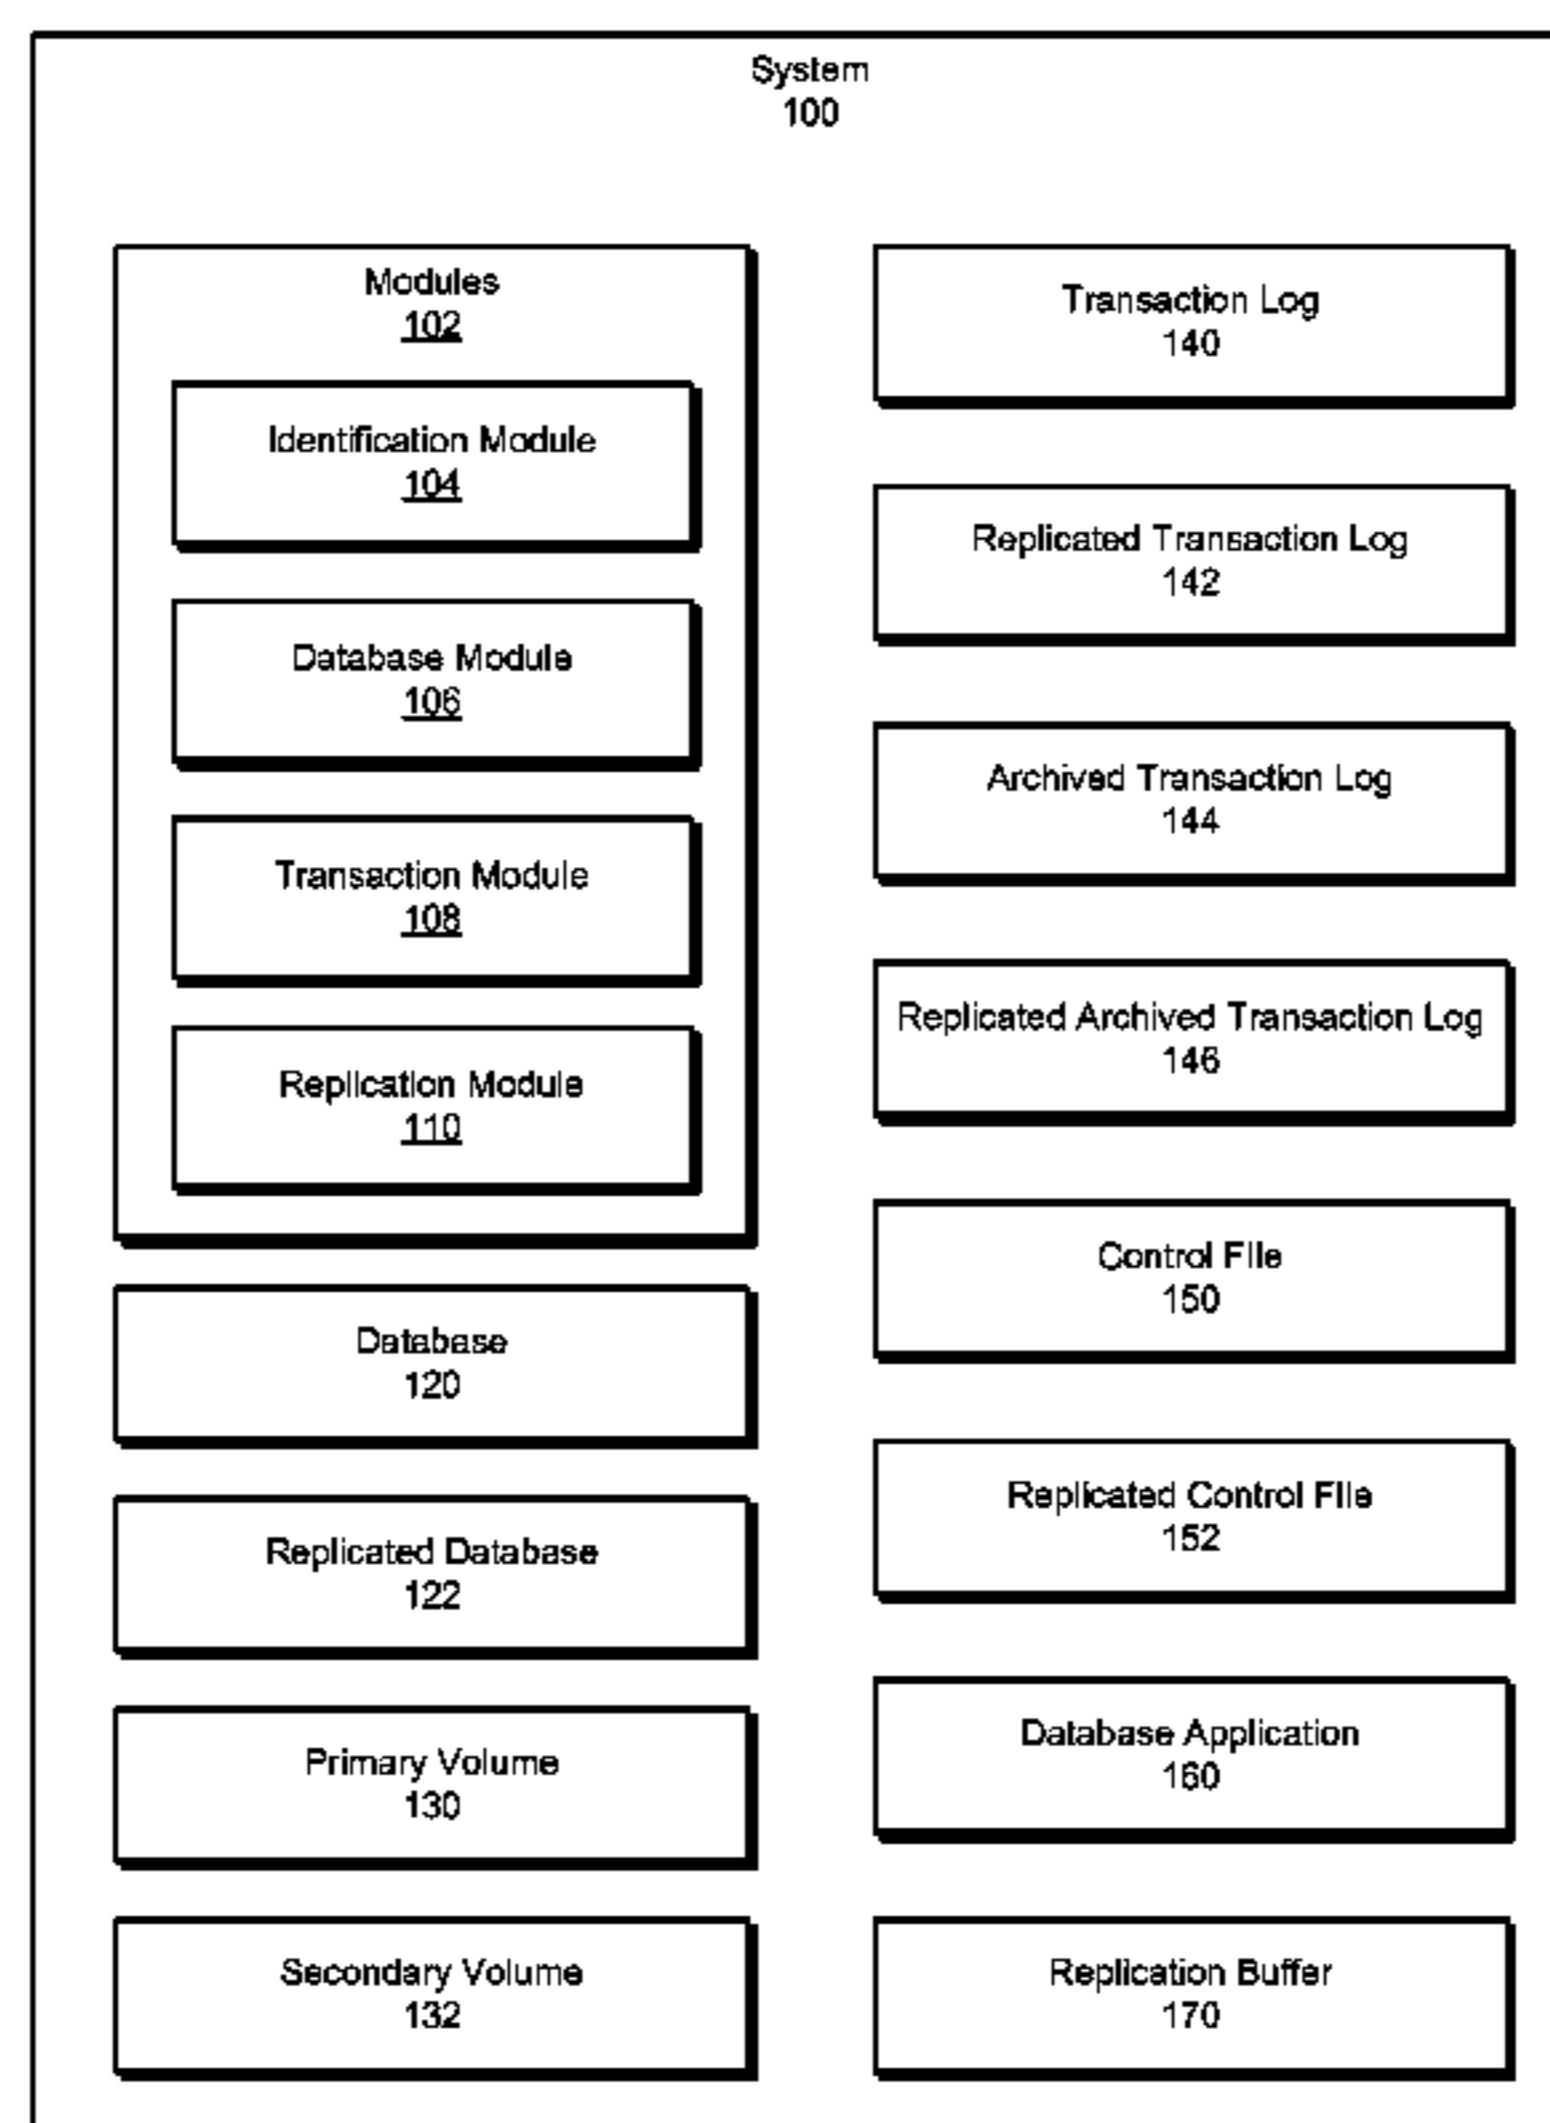 System
100
Modules
102
Identification Module
104
Database Module
106
Transaction Module
108
Replication Module
110
Database
120
Replicated Database
122
Primary Volume
130
Secondary Volume
132
Transaction Log
140
Replicated Transaction Log
142
Archived Transaction Log
144
Replicated Archived Transaction Log
146
Control File
150
Replicated Control File
152
Database Application
160
Replication Buffer
170